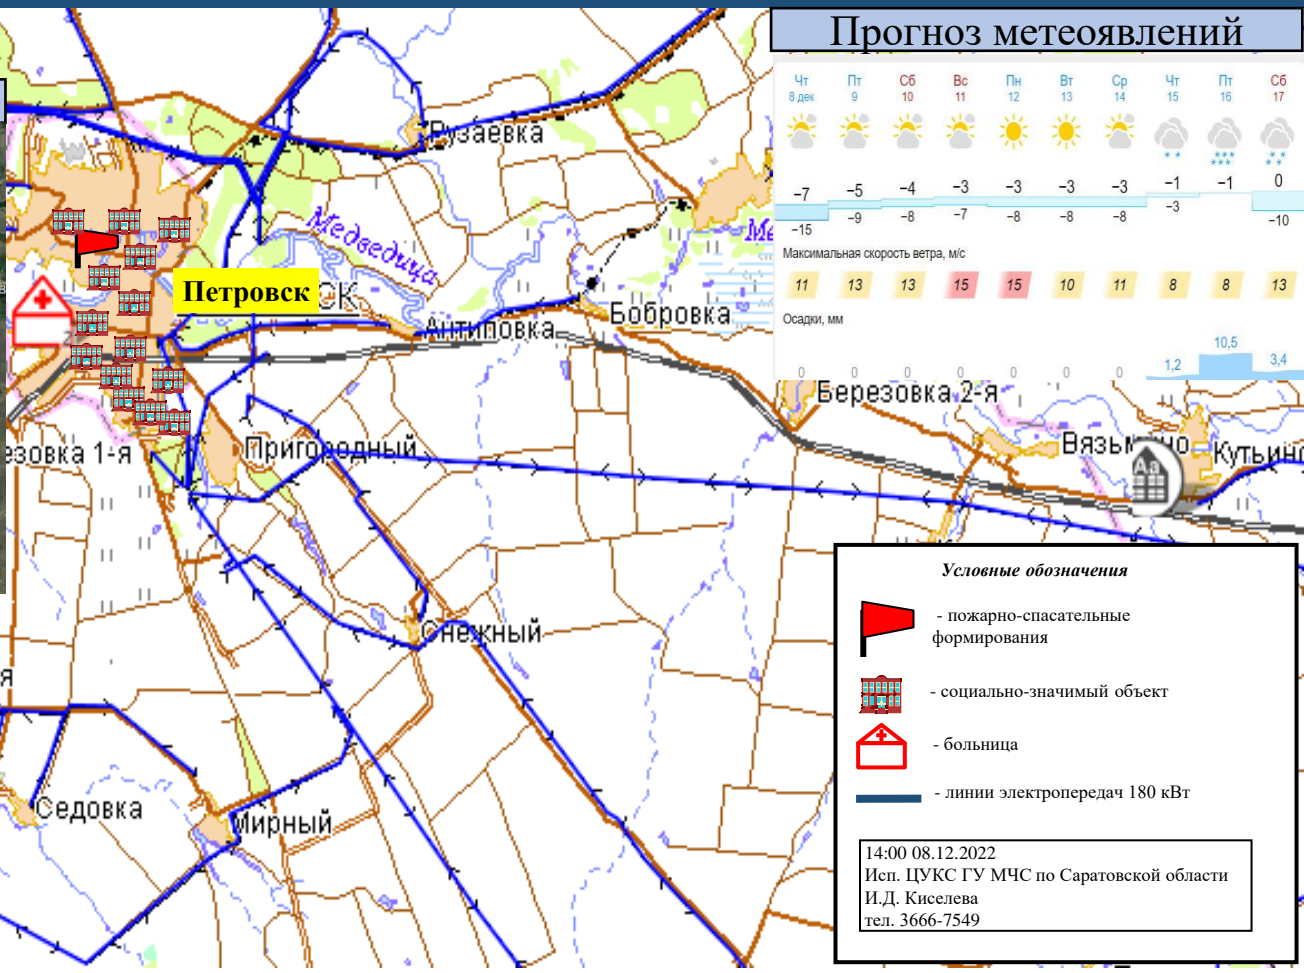 Прогноз метеоявлений
Чт Пт Сб Вс Пн Вт Ср Чт Пт Сб
8 дек 9 10 11 12 13 14 15 16 17
−7 −5 −4 −3 −3 −3 −3 −1 −1 0
−15 −9 −8 −7 −8 −8 −8 −3 −10
Максимальная скорость ветра, м/с
11 13 13 15 15 10 11 8 8 13
Осадки, мм
0 0 0 0 0 0 0 1,2 10,5 3,4
Рузаевка
Медведица
Петровск
СК
Бобровка
Антиповка
Березовка 2-я
езовка 1-я
Пригородный
Вязьм но
Кутьино
Аа
Снежный
я
Седовка
Мирный
Условные обозначения
- пожарно-спасательные
формирования
- социально-значимый объект
- больница
- линии электропередач 180 кВт
14:00 08.12.2022
Исп. ЦУКС ГУ МЧС по Саратовской области
И.Д. Киселева
тел. 3666-7549